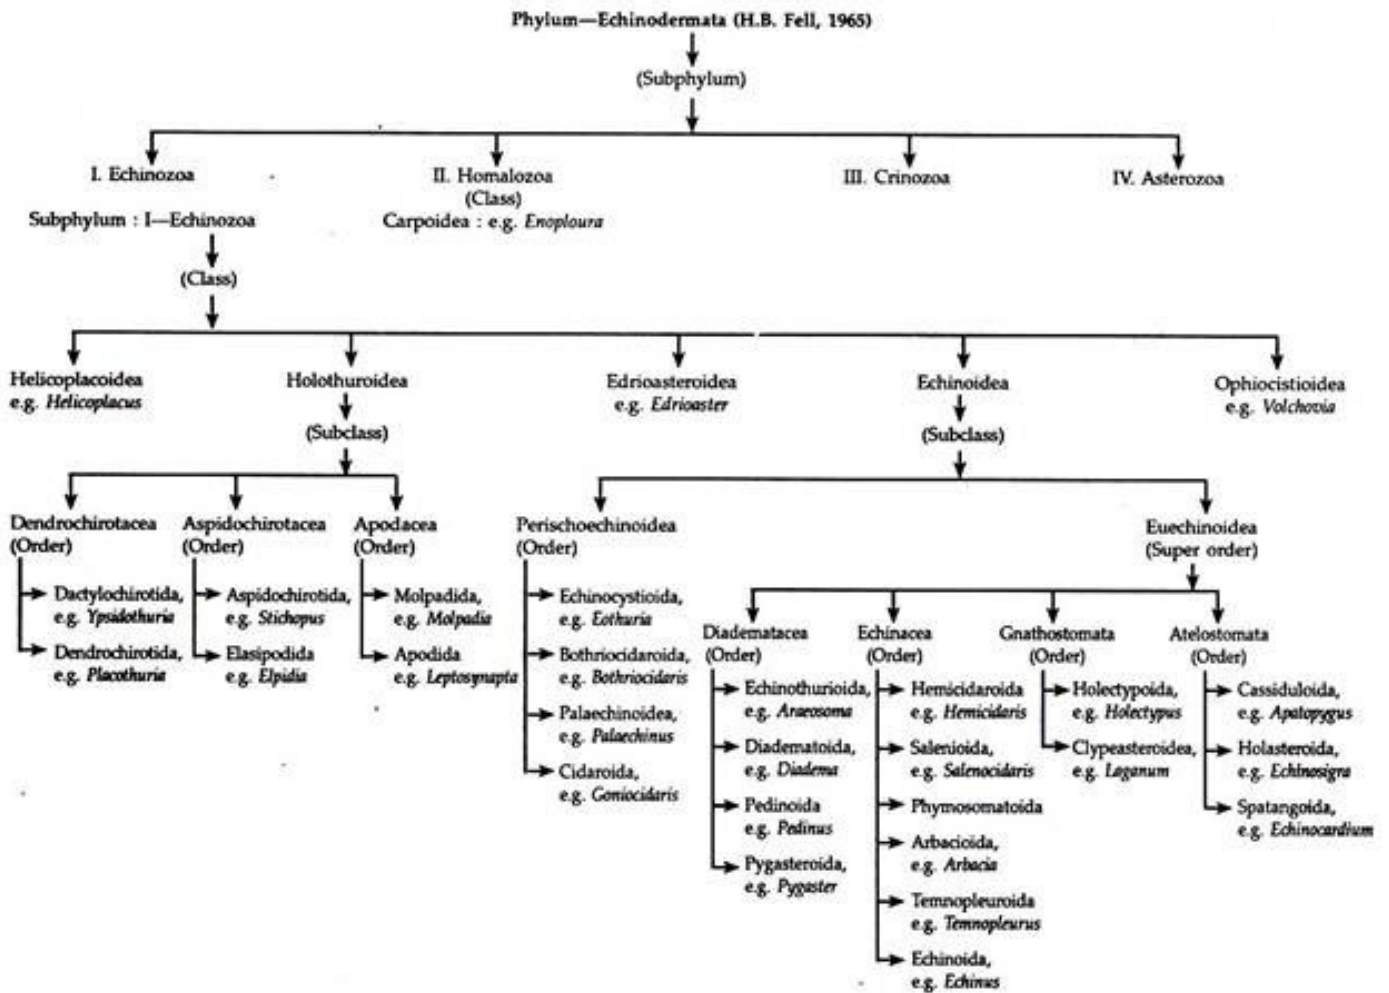 Phylum—Echinodermata (H.B. Fell, 1965)
(Subphylum)
I. Echinozoa
II. Homalozoa
(Class)
Carpoidea : e.g. Enoploura
III. Crinozoa
IV. Asterozoa
Subphylum : I—Echinozoa
(Class)
Helicoplacoidea
e.g. Helicoplacus
Holothuroidea
(Subclass)
Edrioasteroidea
e.g. Edrioaster
Echinoidea
(Subclass)
Ophiocistioidea
e.g. Volchovia
Dendrochirotacea
(Order)
Dactylochirotida,
e.g. Ypsidothuria
Dendrochirotida,
e.g. Placothuria
Aspidochirotacea
(Order)
Aspidochirotida,
e.g. Stichopus
Elasipodida
e.g. Elpidia
Apodacea
(Order)
Molpadida,
e.g. Molpadia
Apodida
e.g. Leptosynapta
Perischoechinoidea
(Order)
Echinocystioida,
e.g. Eothuria
Bothriocidaroida,
e.g. Bothriocidaris
Palaechinoidea,
e.g. Palaechinus
Cidaroida,
e.g. Goniocidaris
Euechinoidea
(Super order)
Diadematacea
(Order)
Echinothurioida,
e.g. Araeosoma
Diadematoida,
e.g. Diadema
Pedinoida
e.g. Pedinus
Pygasteroida,
e.g. Pygaster
Echinacea
(Order)
Hemicidaroida
e.g. Hemicidaris
Salenioida,
e.g. Salenocidaris
Phymosomatoida
Arbacioida,
e.g. Arbacia
Temnopleuroida
e.g. Temnopleurus
Echinoida,
e.g. Echinus
Gnathostomata
(Order)
Holectypoida,
e.g. Holectypus
Clypeasteroidea,
e.g. Laganum
Atelostomata
(Order)
Cassiduloida,
e.g. Apatopygus
Holasteroida,
e.g. Echinosigra
Spatangoida,
e.g. Echinocardium